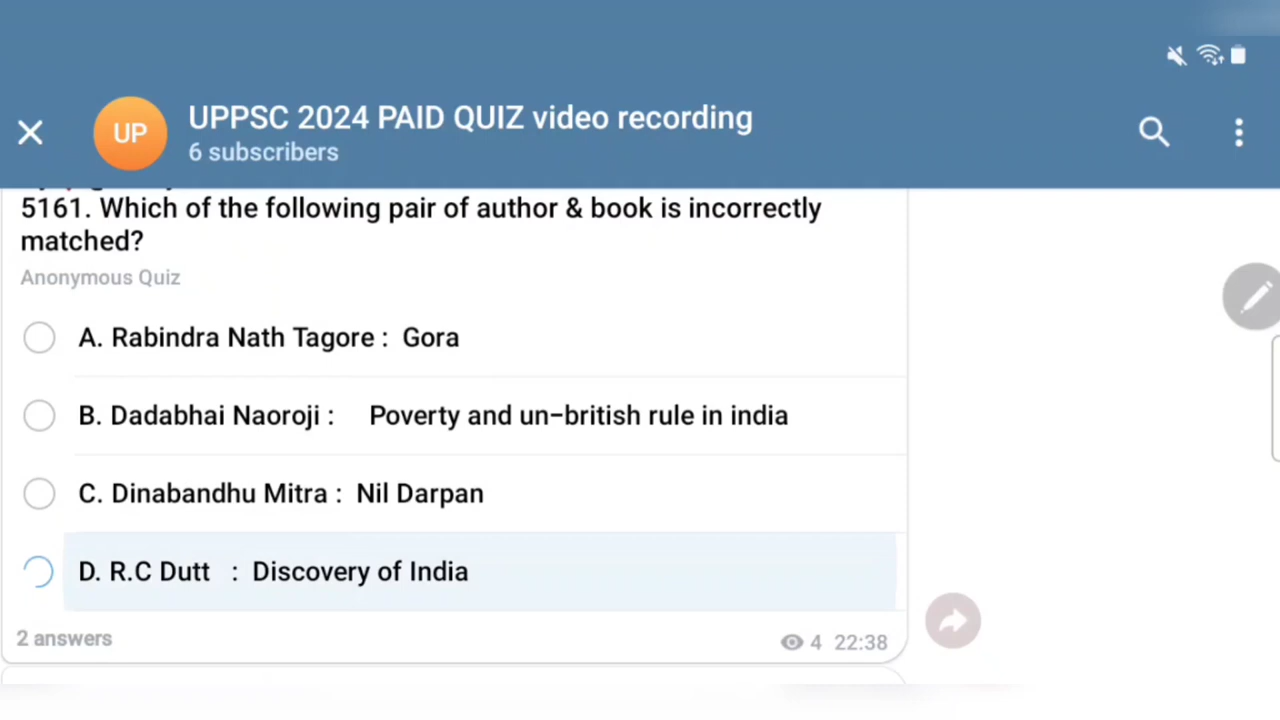 UP
UPPSC 2024 PAID QUIZ video recording
6 subscribers
5161. Which of the following pair of author & book is incorrectly
matched?
Anonymous Quiz
A. Rabindra Nath Tagore : Gora
B. Dadabhai Naoroji : Poverty and un-british rule in india
C. Dinabandhu Mitra : Nil Darpan
D. R.C Dutt : Discovery of India
2 answers
4 22:38